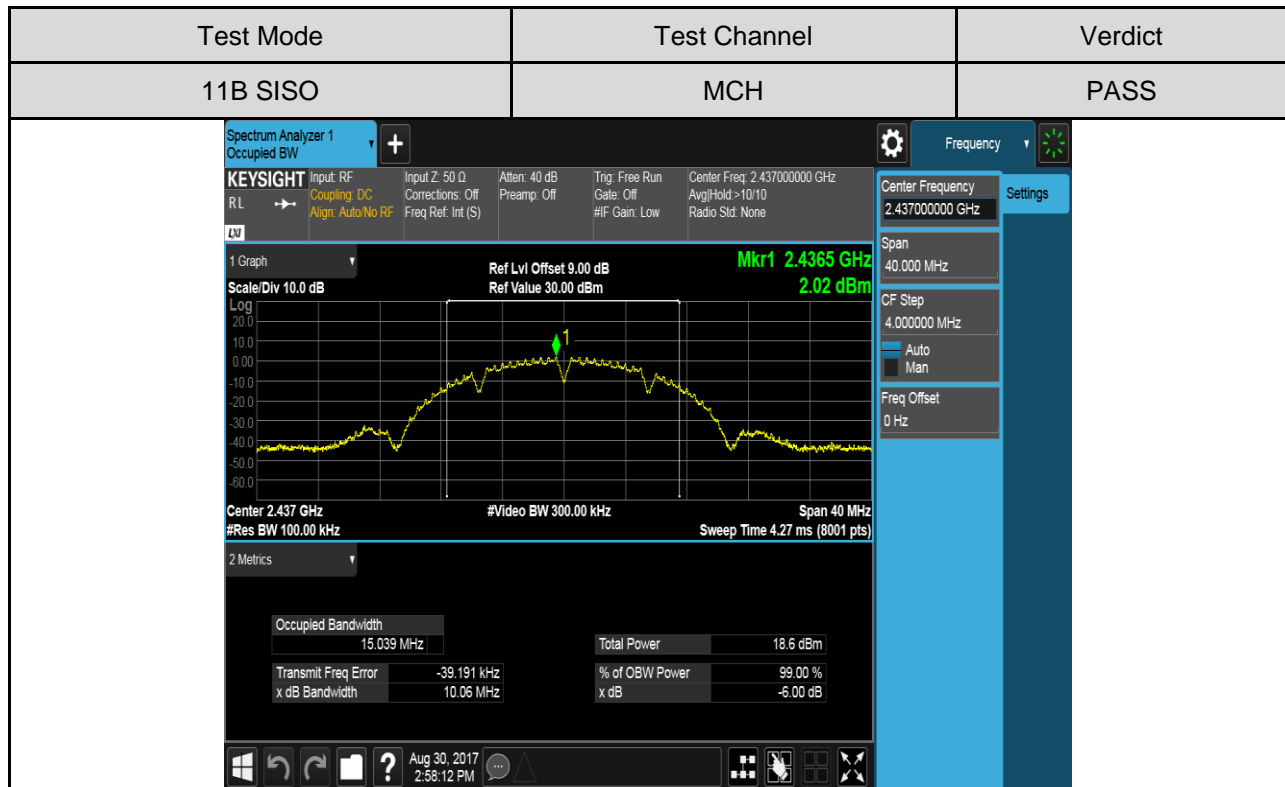 Test Mode Test Channel Verdict
11B SISO MCH PASS
Spectrum Analyzer 1
Occupied BW
+
Frequency
KEYSIGHT Input: RF Input Z: 50 Ω Atten: 40 dB Trig: Free Run Center Freq: 2.437000000 GHz
RL Coupling: DC Corrections: Off Preamp: Off Gate: Off Avg|Hold:>10/10
Align: Auto/No RF Freq Ref: Int (S) #IF Gain: Low Radio Std: None
LXI
Center Frequency
2.437000000 GHz
Settings
Span
40.000 MHz
CF Step
4.000000 MHz
Auto
Man
Freq Offset
0 Hz
1 Graph
Ref Lvl Offset 9.00 dB
Mkr1 2.4365 GHz
Scale/Div 10.0 dB
Ref Value 30.00 dBm
2.02 dBm
Log
20.0
10.0
1
0.00
-10.0
-20.0
-30.0
-40.0
-50.0
-60.0
Center 2.437 GHz #Video BW 300.00 kHz Span 40 MHz
#Res BW 100.00 kHz Sweep Time 4.27 ms (8001 pts)
2 Metrics
Occupied Bandwidth
15.039 MHz Total Power 18.6 dBm
Transmit Freq Error -39.191 kHz % of OBW Power 99.00 %
x dB Bandwidth 10.06 MHz x dB -6.00 dB
?
Aug 30, 2017
2:58:12 PM